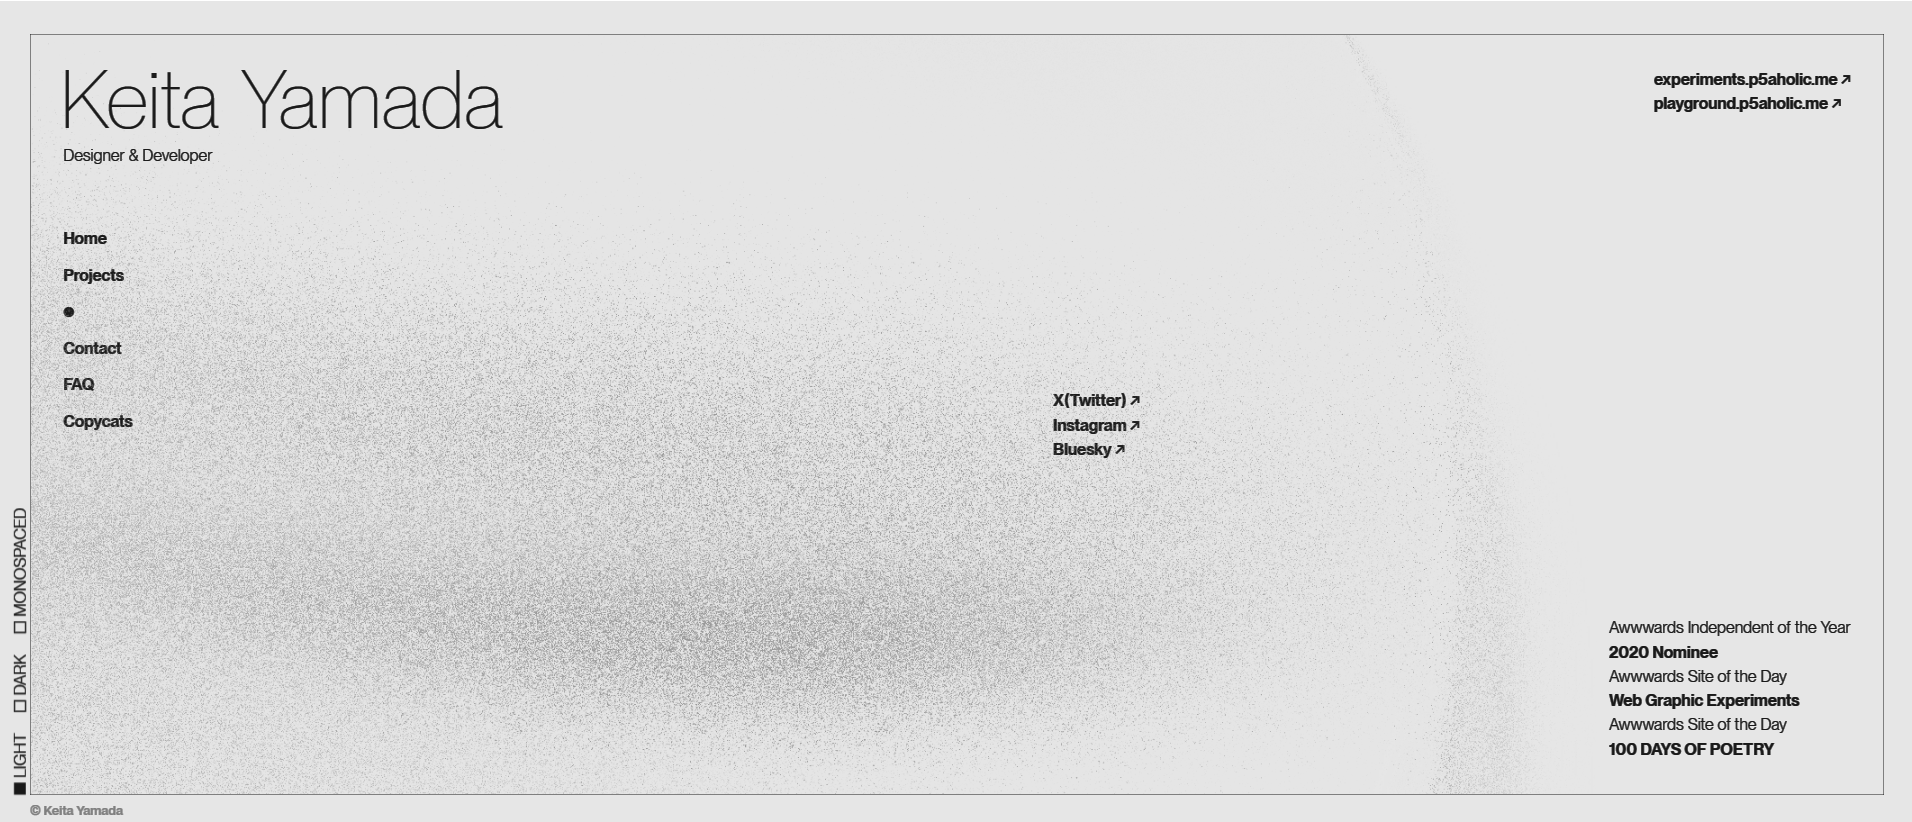 Keita Yamada
Designer & Developer
experiments.p5aholic.me ↗
playground.p5aholic.me ↗
Home
Projects
Contact
FAQ
Copycats
X(Twitter) ↗
Instagram ↗
Bluesky ↗
Awwwards Independent of the Year
2020 Nominee
Awwwards Site of the Day
Web Graphic Experiments
Awwwards Site of the Day
100 DAYS OF POETRY
LIGHT
DARK
MONOSPACED
© Keita Yamada